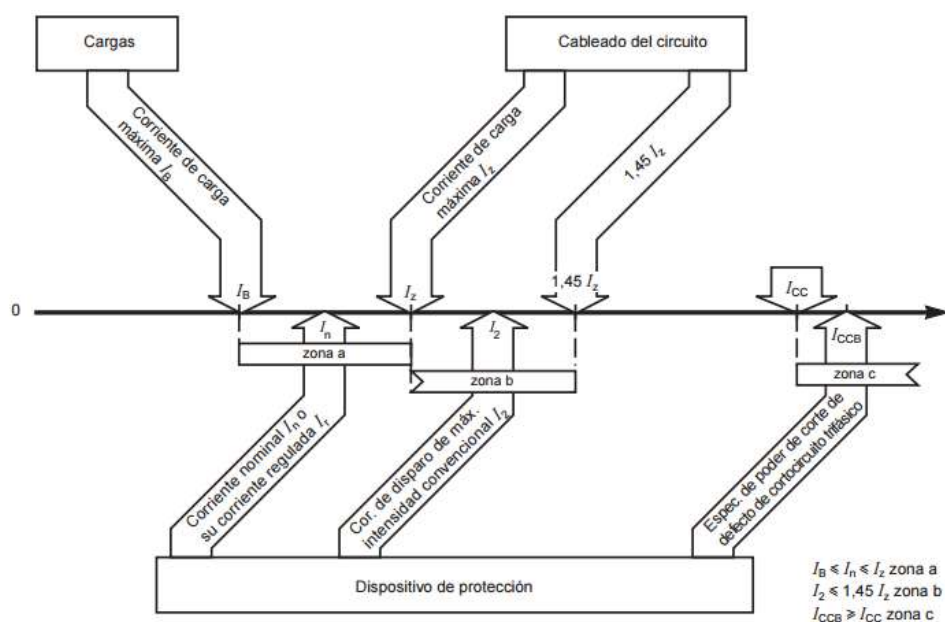 Cargas
Cableado del circuito
Corriente de carga
máxima I_B
Corriente de carga
máxima I_z
1,45 I_z
0
I_B
I_z
1,45 I_z
I_CC
I_n
I_2
I_CCB
zona a
zona b
zona c
Corriente nominal I_n o
su corriente regulada I_r
Cor. de disparo de máx.
intensidad convencional I_2
Espec. de poder de corte de
defecto de cortocircuito trifásico
Dispositivo de protección
I_B ⩽ I_n ⩽ I_z zona a
I_2 ⩽ 1,45 I_z zona b
I_CCB ⩾ I_CC zona c